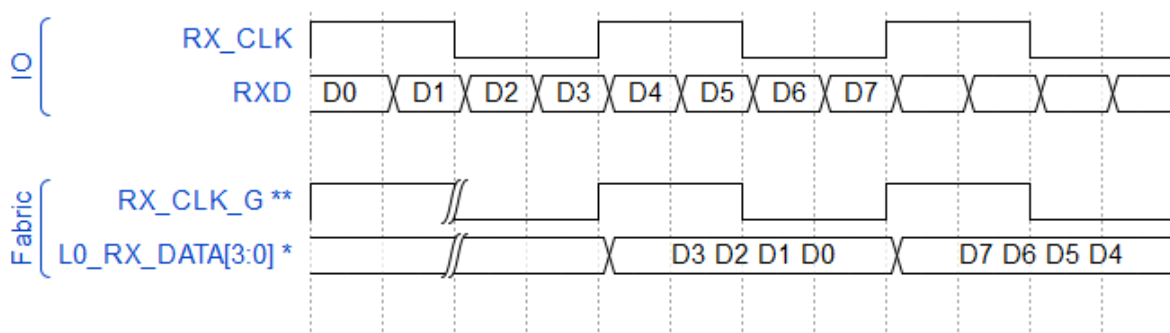 IO
RX_CLK
RXD D0 D1 D2 D3 D4 D5 D6 D7
Fabric
RX_CLK_G **
L0_RX_DATA[3:0] * D3 D2 D1 D0 D7 D6 D5 D4